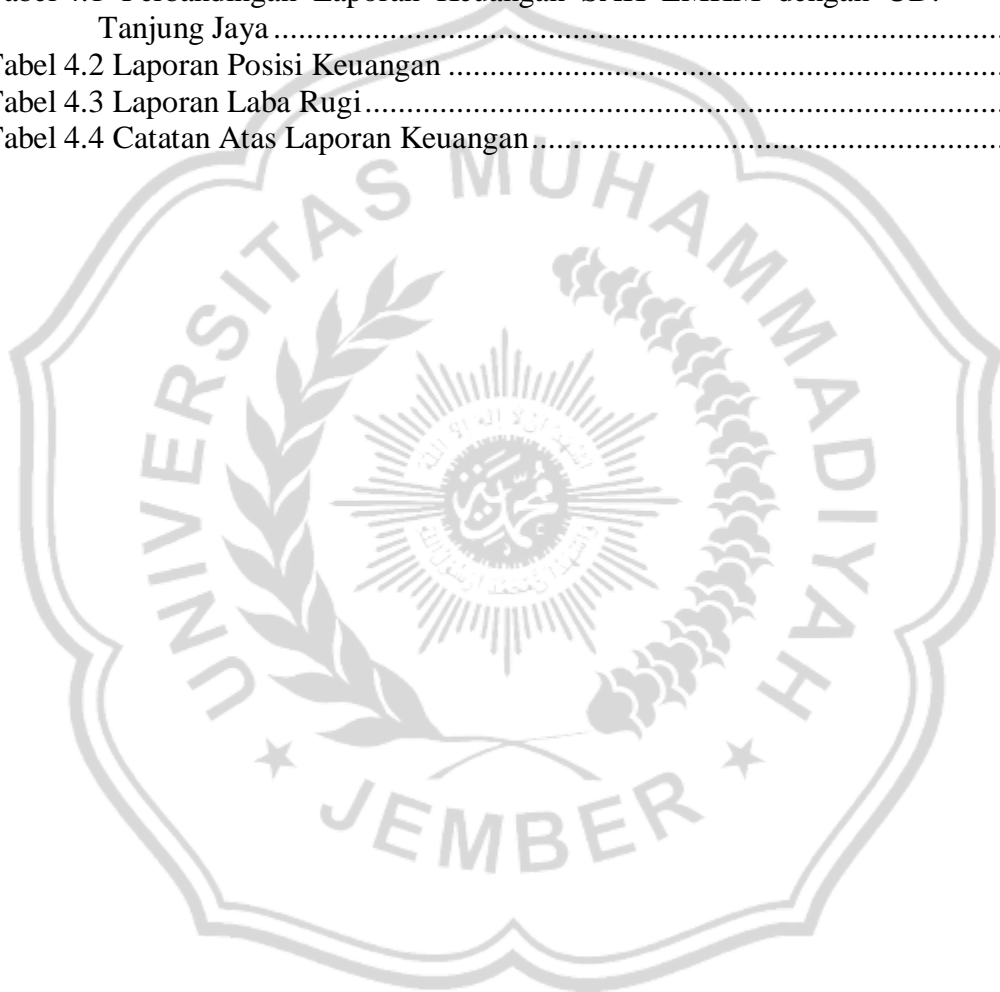 Tabel 4.1 Perbandingan Laporan Keuangan SAK EMKM dengan UD.
Tanjung Jaya
Tabel 4.2 Laporan Posisi Keuangan
Tabel 4.3 Laporan Laba Rugi
Tabel 4.4 Catatan Atas Laporan Keuangan
UNIVERSITAS MUHAMMADIYAH
JEMBER